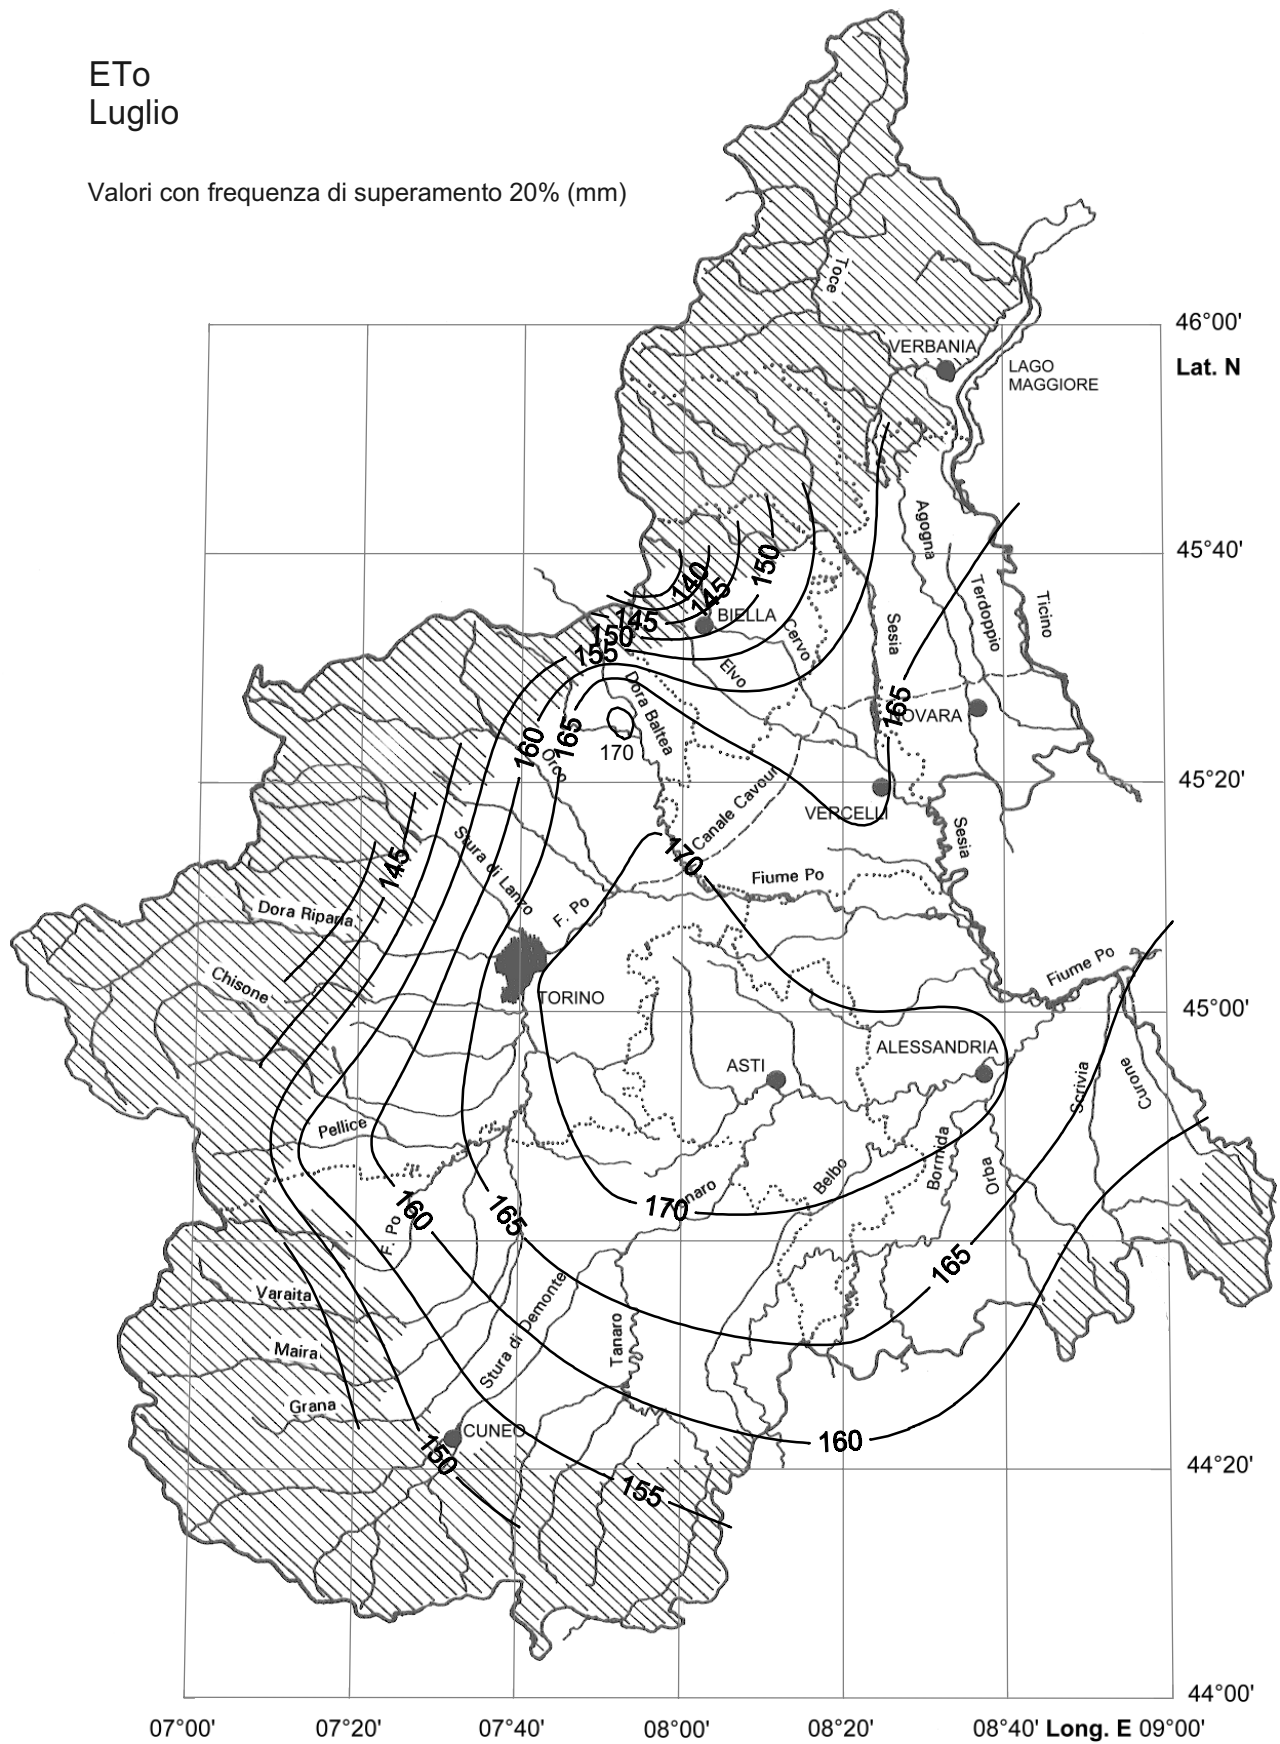 ETo
Luglio
Valori con frequenza di superamento 20% (mm)
Toce
46°00'
VERBANIA
Lat. N
LAGO
MAGGIORE
Agogna
45°40'
150
140
145
Terdoppio
Ticino
BIELLA
145
150
155
Cervo
Sesia
Elvo
Dora Baltea
165
NOVARA
165
160
170
Orco
45°20'
Canale Cavour
VERCELLI
Sesia
Stura di Lanzo
170
145
Fiume Po
Dora Riparia
F. Po
Fiume Po
Chisone
TORINO
45°00'
ALESSANDRIA
ASTI
Scrivia
Curone
Pellice
Bormida
Belbo
Orba
170
Tanaro
160
165
F. Po
165
Varaita
Stura di Demonte
Tanaro
Maira
Grana
CUNEO
150
160
44°20'
155
44°00'
07°00'
07°20'
07°40'
08°00'
08°20'
08°40'
Long. E
09°00'